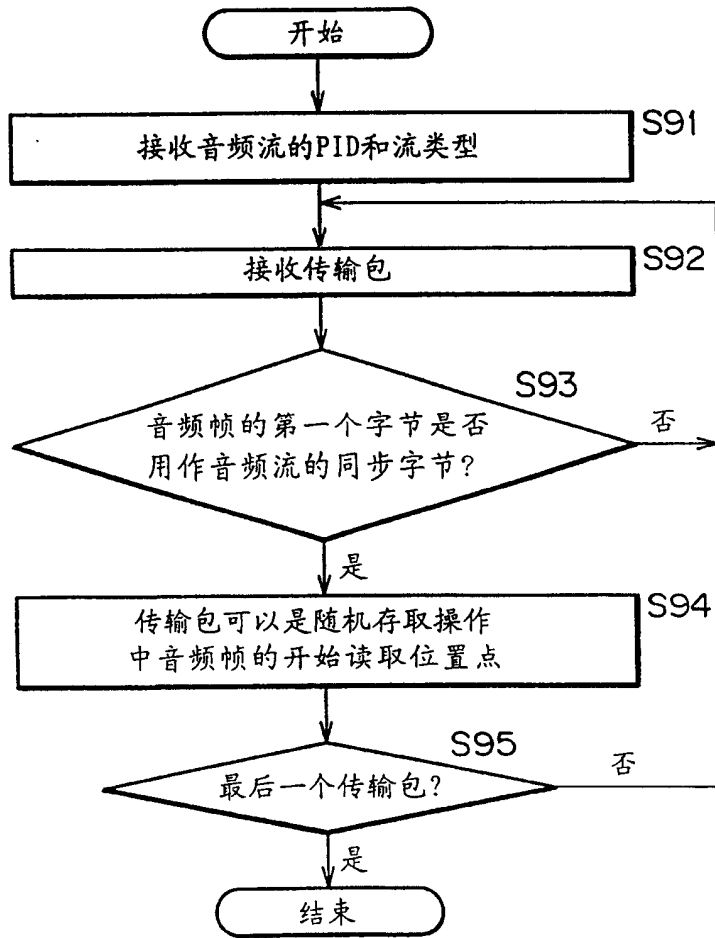 开始
S91
接收音频流的PID和流类型
S92
接收传输包
S93
音频帧的第一个字节是否
用作音频流的同步字节?
否
是
S94
传输包可以是随机存取操作
中音频帧的开始读取位置点
S95
最后一个传输包?
否
是
结束